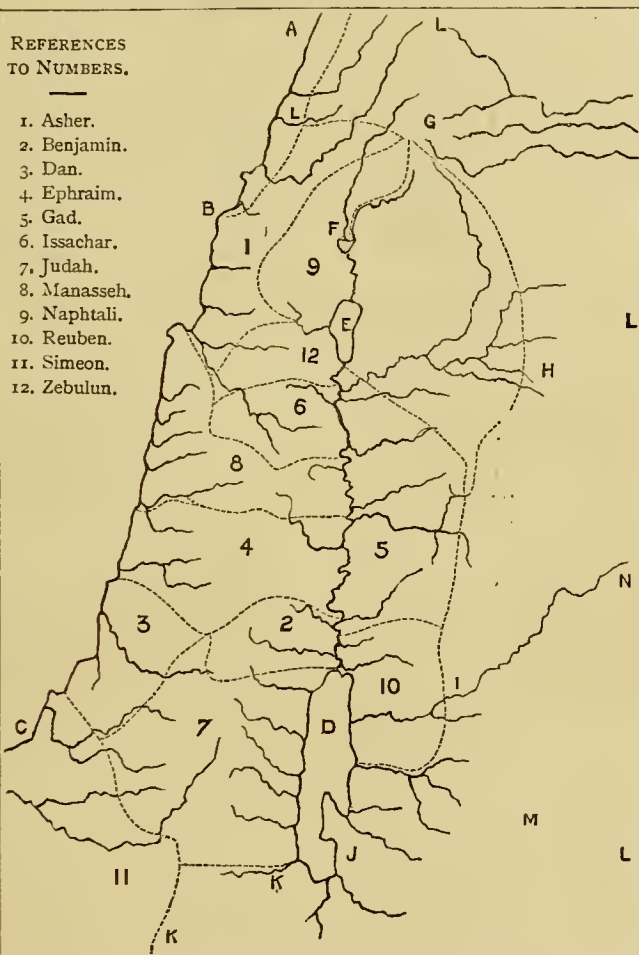 REFERENCES
TO NUMBERS.
1. Asher.
2. Benjamin.
3. Dan.
4. Ephraim.
5. Gad.
6. Issachar.
7. Judah.
8. Manasseh.
9. Naphtali.
10. Reuben.
11. Simeon.
12. Zebulun.
A
L
L
G
B
1
F
9
E
L
12
H
6
8
4
5
N
3
2
10
I
C
7
D
M
J
L
11
K
K